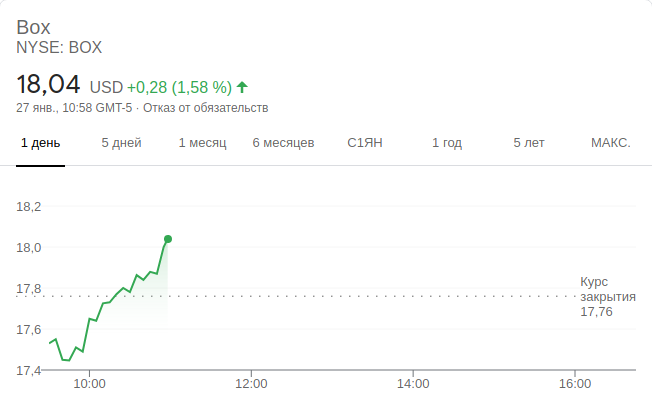 Box
NYSE: BOX
18,04 USD +0,28 (1,58 %)
27 янв., 10:58 GMT-5 · Отказ от обязательств
1 день 5 дней 1 месяц 6 месяцев С1ЯН 1 год 5 лет МАКС.
18,2
18,0
17,8
17,6
17,4
Курс
закрытия
17,76
10:00 12:00 14:00 16:00